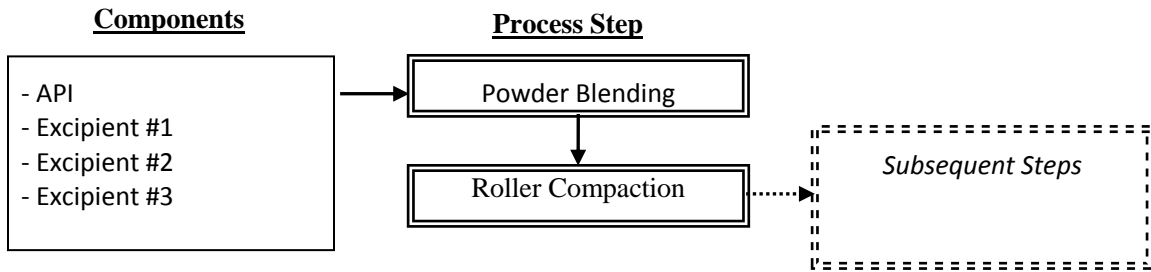 Components
Process Step
- API
- Excipient #1
- Excipient #2
- Excipient #3
Powder Blending
Roller Compaction
Subsequent Steps